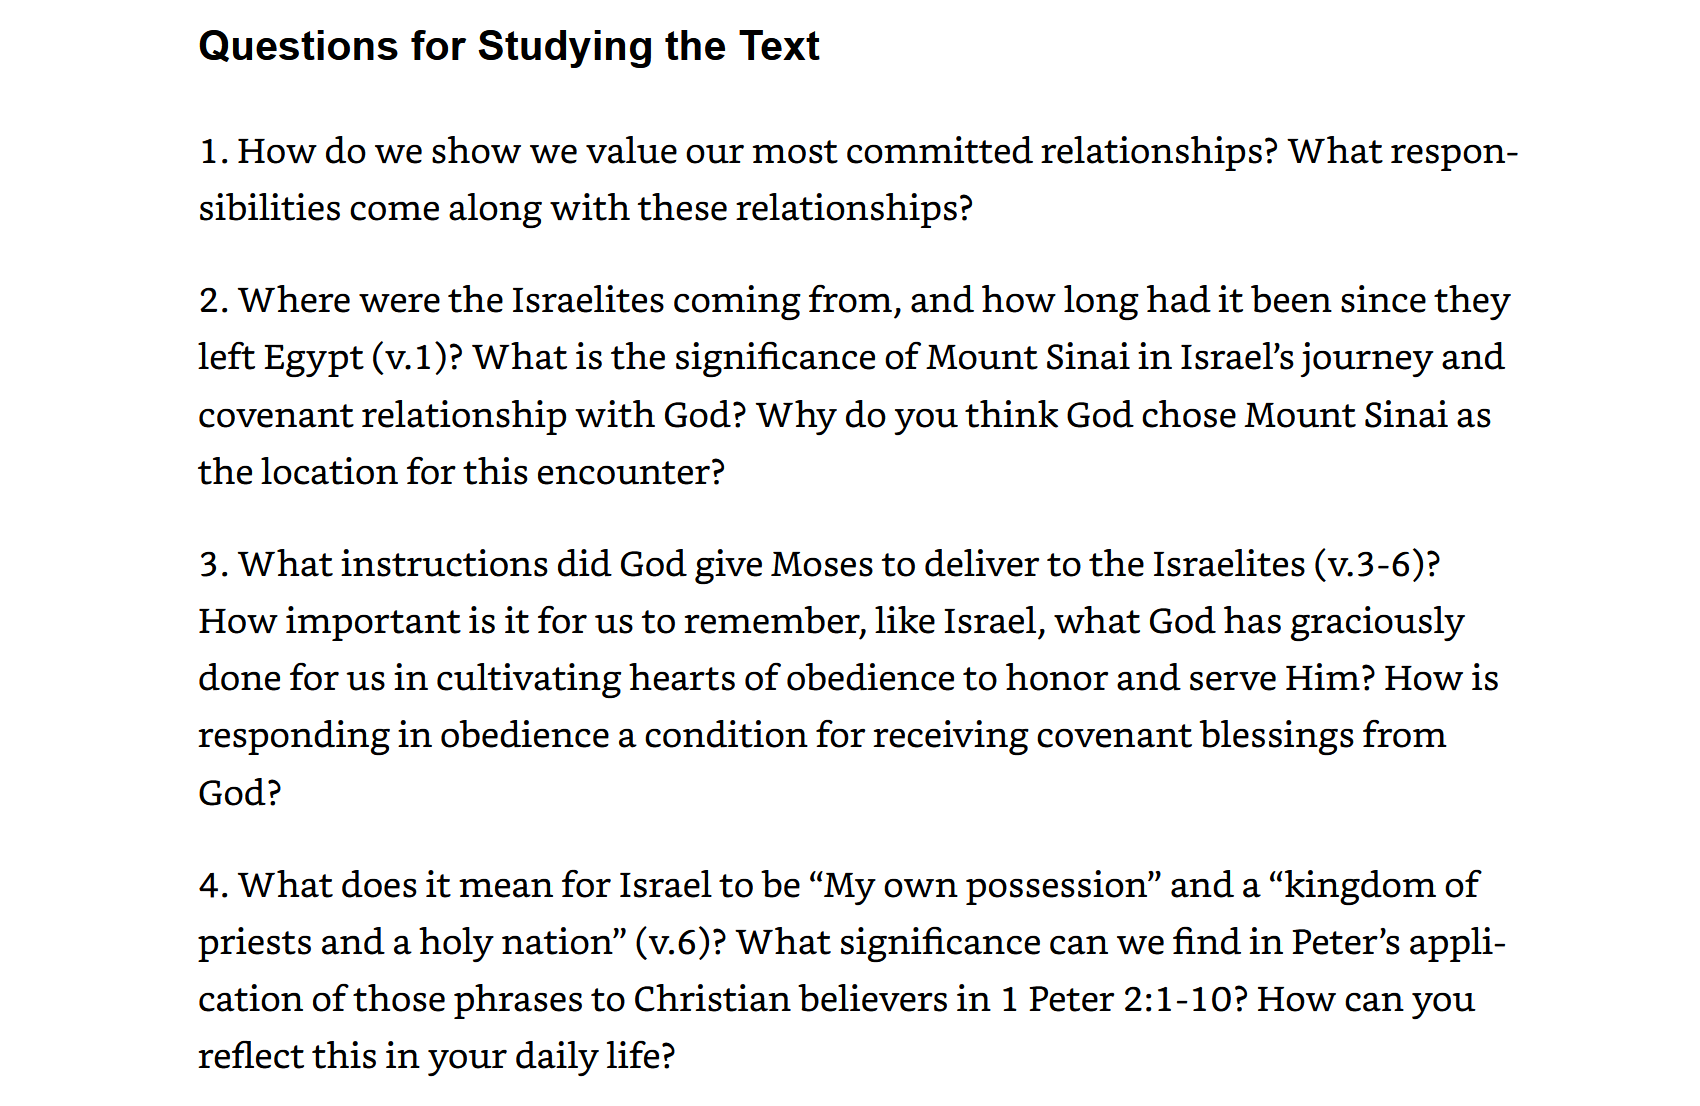 Questions for Studying the Text
1. How do we show we value our most committed relationships? What respon-
sibilities come along with these relationships?
2. Where were the Israelites coming from, and how long had it been since they
left Egypt (v.1)? What is the significance of Mount Sinai in Israel’s journey and
covenant relationship with God? Why do you think God chose Mount Sinai as
the location for this encounter?
3. What instructions did God give Moses to deliver to the Israelites (v.3-6)?
How important is it for us to remember, like Israel, what God has graciously
done for us in cultivating hearts of obedience to honor and serve Him? How is
responding in obedience a condition for receiving covenant blessings from
God?
4. What does it mean for Israel to be “My own possession” and a “kingdom of
priests and a holy nation” (v.6)? What significance can we find in Peter’s appli-
cation of those phrases to Christian believers in 1 Peter 2:1-10? How can you
reflect this in your daily life?